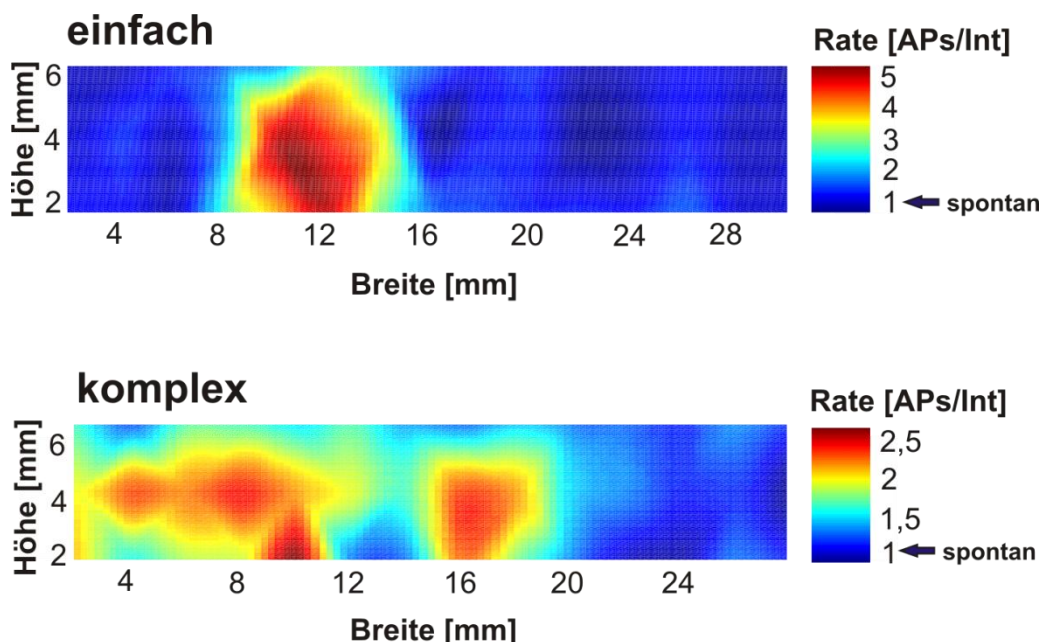 einfach
Rate [APs/Int]
Höhe [mm]
6
4
2
5
4
3
2
1
spontan
4 8 12 16 20 24 28
Breite [mm]
komplex
Rate [APs/Int]
Höhe [mm]
6
4
2
2,5
2
1,5
1
spontan
4 8 12 16 20 24
Breite [mm]